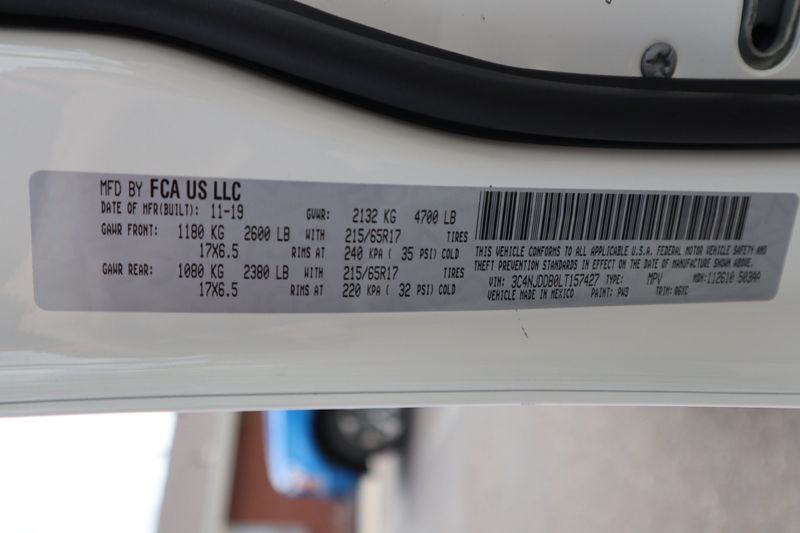 MFD BY FCA US LLC
DATE OF MFR(BUILT): 11-19 GVWR: 2132 KG 4700 LB
GAWR FRONT: 1180 KG 2600 LB WITH 215/65R17 TIRES
17X6.5 RIMS AT 240 KPA ( 35 PSI) COLD
GAWR REAR: 1080 KG 2380 LB WITH 215/65R17 TIRES
17X6.5 RIMS AT 220 KPA ( 32 PSI) COLD
THIS VEHICLE CONFORMS TO ALL APPLICABLE U.S.A. FEDERAL MOTOR VEHICLE SAFETY AND
THEFT PREVENTION STANDARDS IN EFFECT ON THE DATE OF MANUFACTURE SHOWN ABOVE.
VIN: 3C4NJDDB0LT157427 TYPE: MPV MDH:112610 503AA
VEHICLE MADE IN MEXICO PAINT: PW3 TRIM: